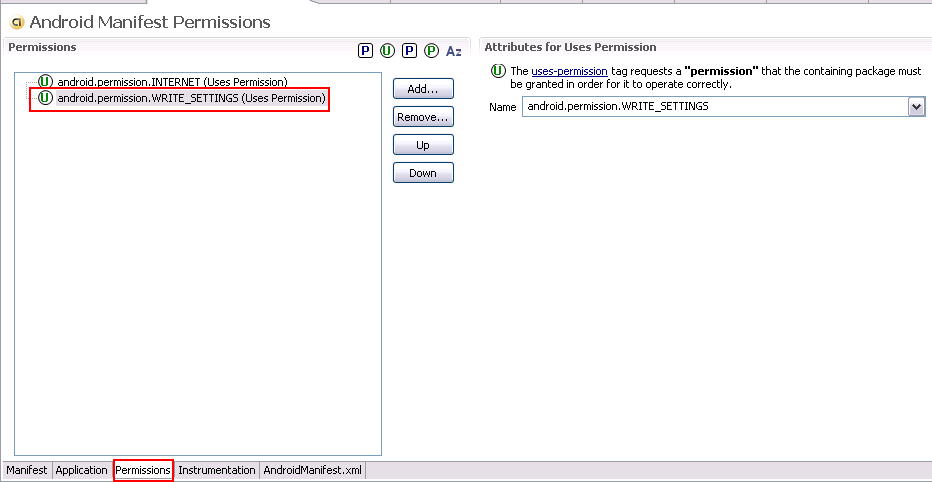 Android Manifest Permissions
Permissions
P U P P Az
android.permission.INTERNET (Uses Permission)
android.permission.WRITE_SETTINGS (Uses Permission)
Add...
Remove...
Up
Down
Attributes for Uses Permission
The uses-permission tag requests a "permission" that the containing package must
be granted in order for it to operate correctly.
Name android.permission.WRITE_SETTINGS
Manifest Application Permissions Instrumentation AndroidManifest.xml